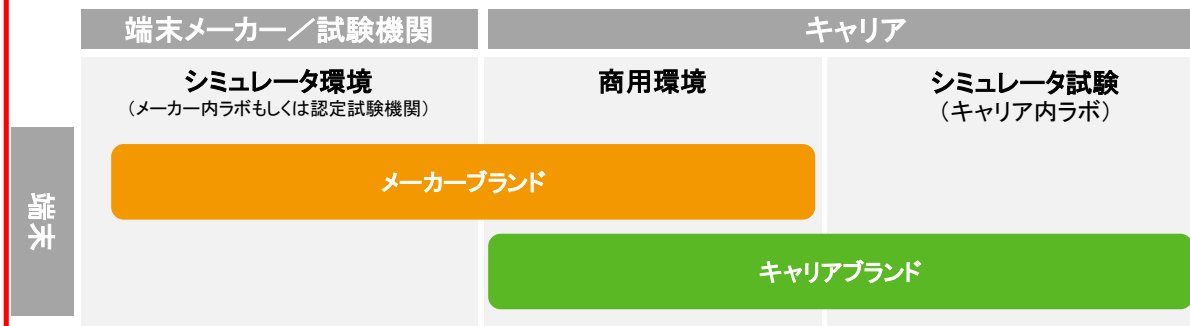 端末メーカー／試験機関
キャリア
シミュレータ環境
（メーカー内ラボもしくは認定試験機関）
商用環境
シミュレータ試験
（キャリア内ラボ）
端末
メーカーブランド
キャリアブランド